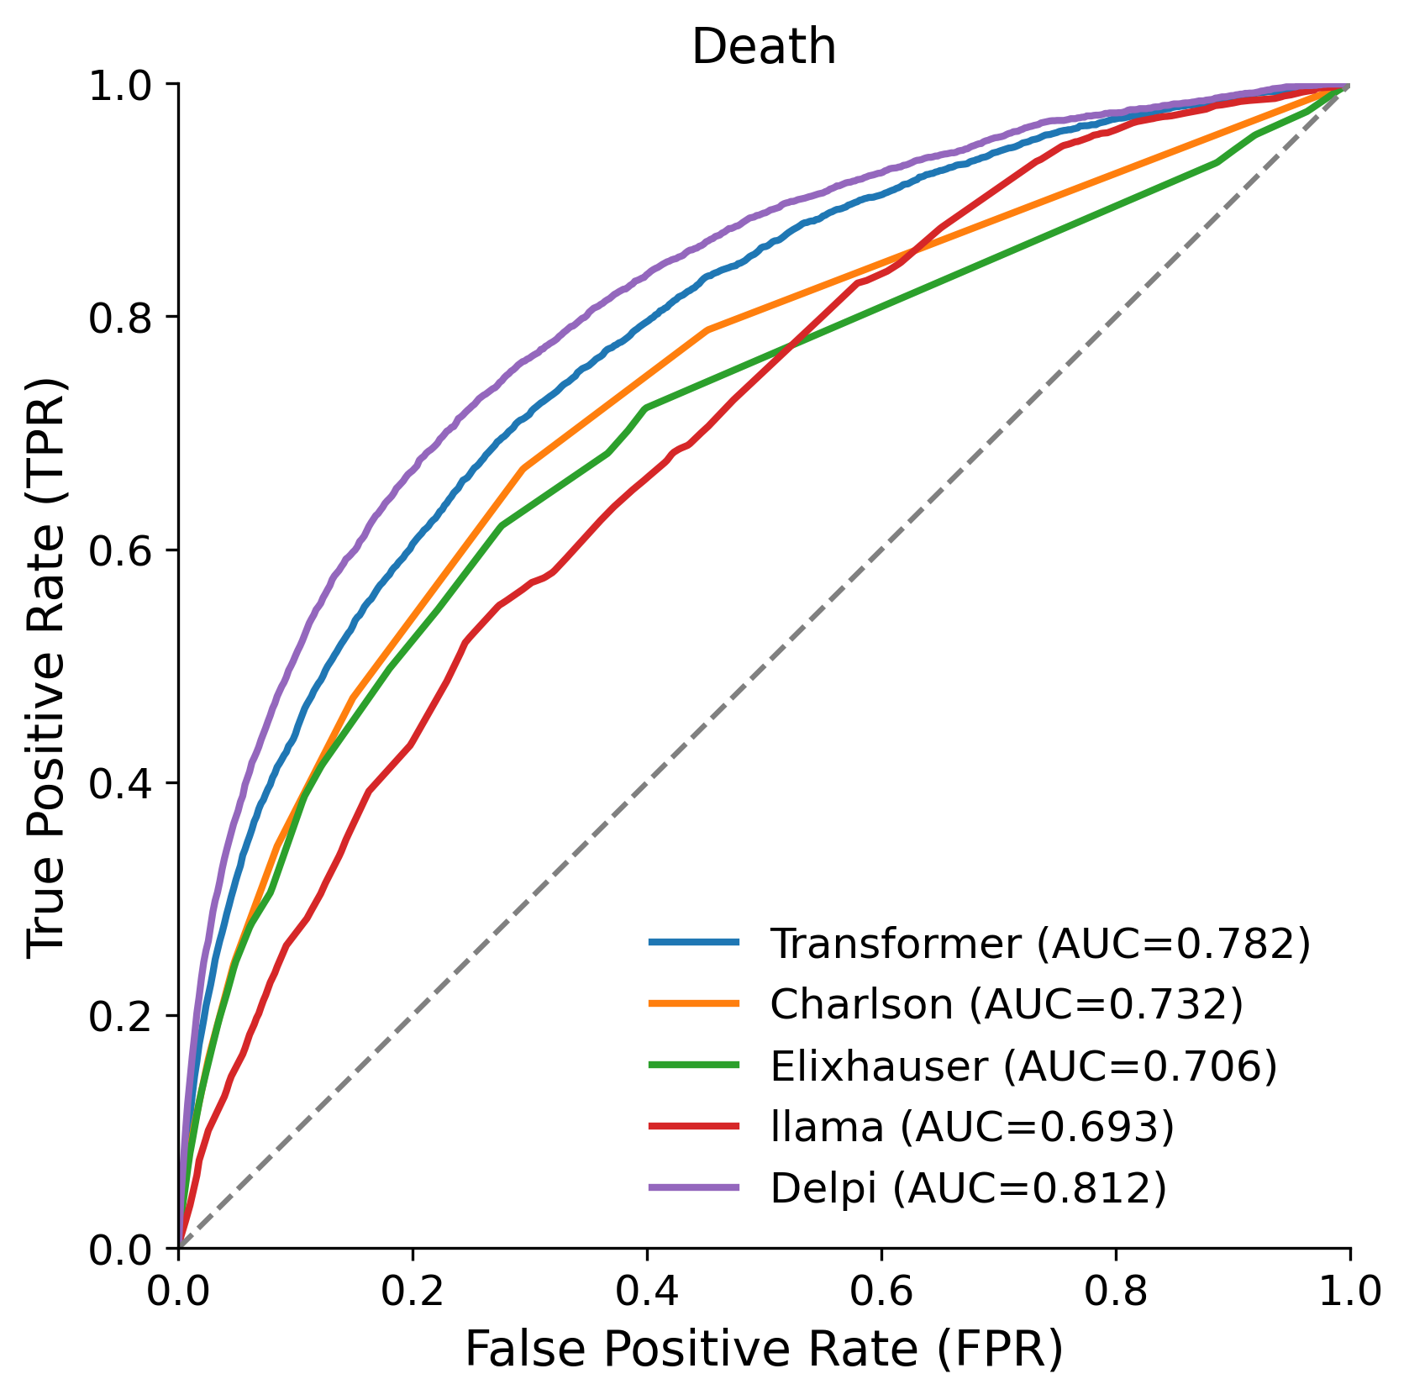 Death
1.0
0.8
0.6
0.4
0.2
0.0
True Positive Rate (TPR)
Transformer (AUC=0.782)
Charlson (AUC=0.732)
Elixhauser (AUC=0.706)
llama (AUC=0.693)
Delpi (AUC=0.812)
0.0 0.2 0.4 0.6 0.8 1.0
False Positive Rate (FPR)